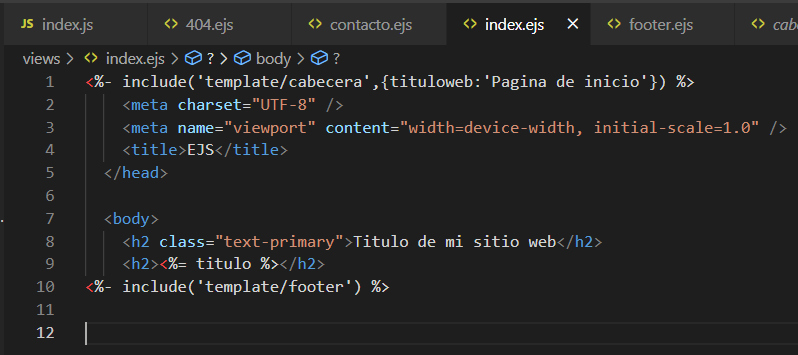 JS index.js <> 404.ejs <> contacto.ejs <> index.ejs × <> footer.ejs <> cabe
views > <> index.ejs > ? > body > ?
1 <%- include('template/cabecera',{tituloweb:'Pagina de inicio'}) %>
2 <meta charset="UTF-8" />
3 <meta name="viewport" content="width=device-width, initial-scale=1.0" />
4 <title>EJS</title>
5 </head>
6
7 <body>
8 <h2 class="text-primary">Titulo de mi sitio web</h2>
9 <h2><%= titulo %></h2>
10 <%- include('template/footer') %>
11
12